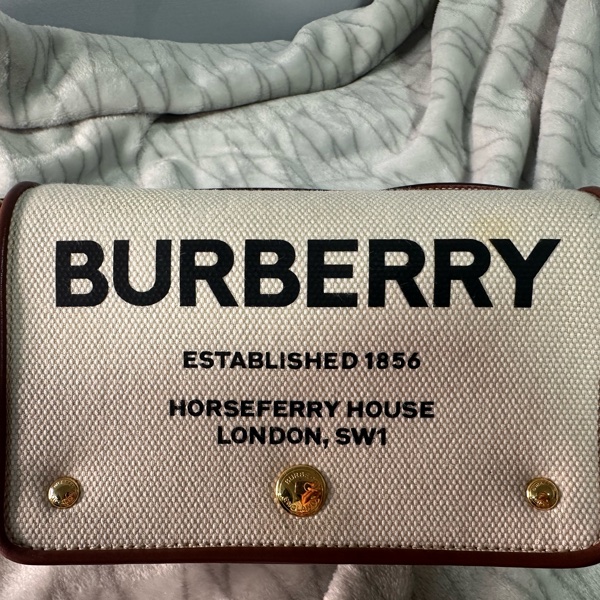 BURBERRY
ESTABLISHED 1856
HORSEFERRY HOUSE
LONDON, SW1